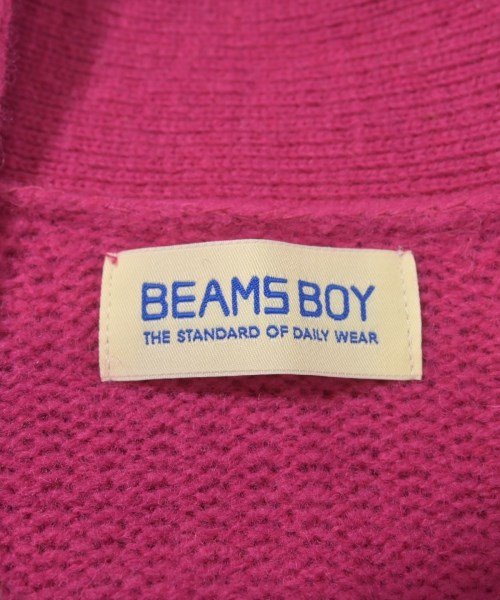 BEAMS BOY
THE STANDARD OF DAILY WEAR